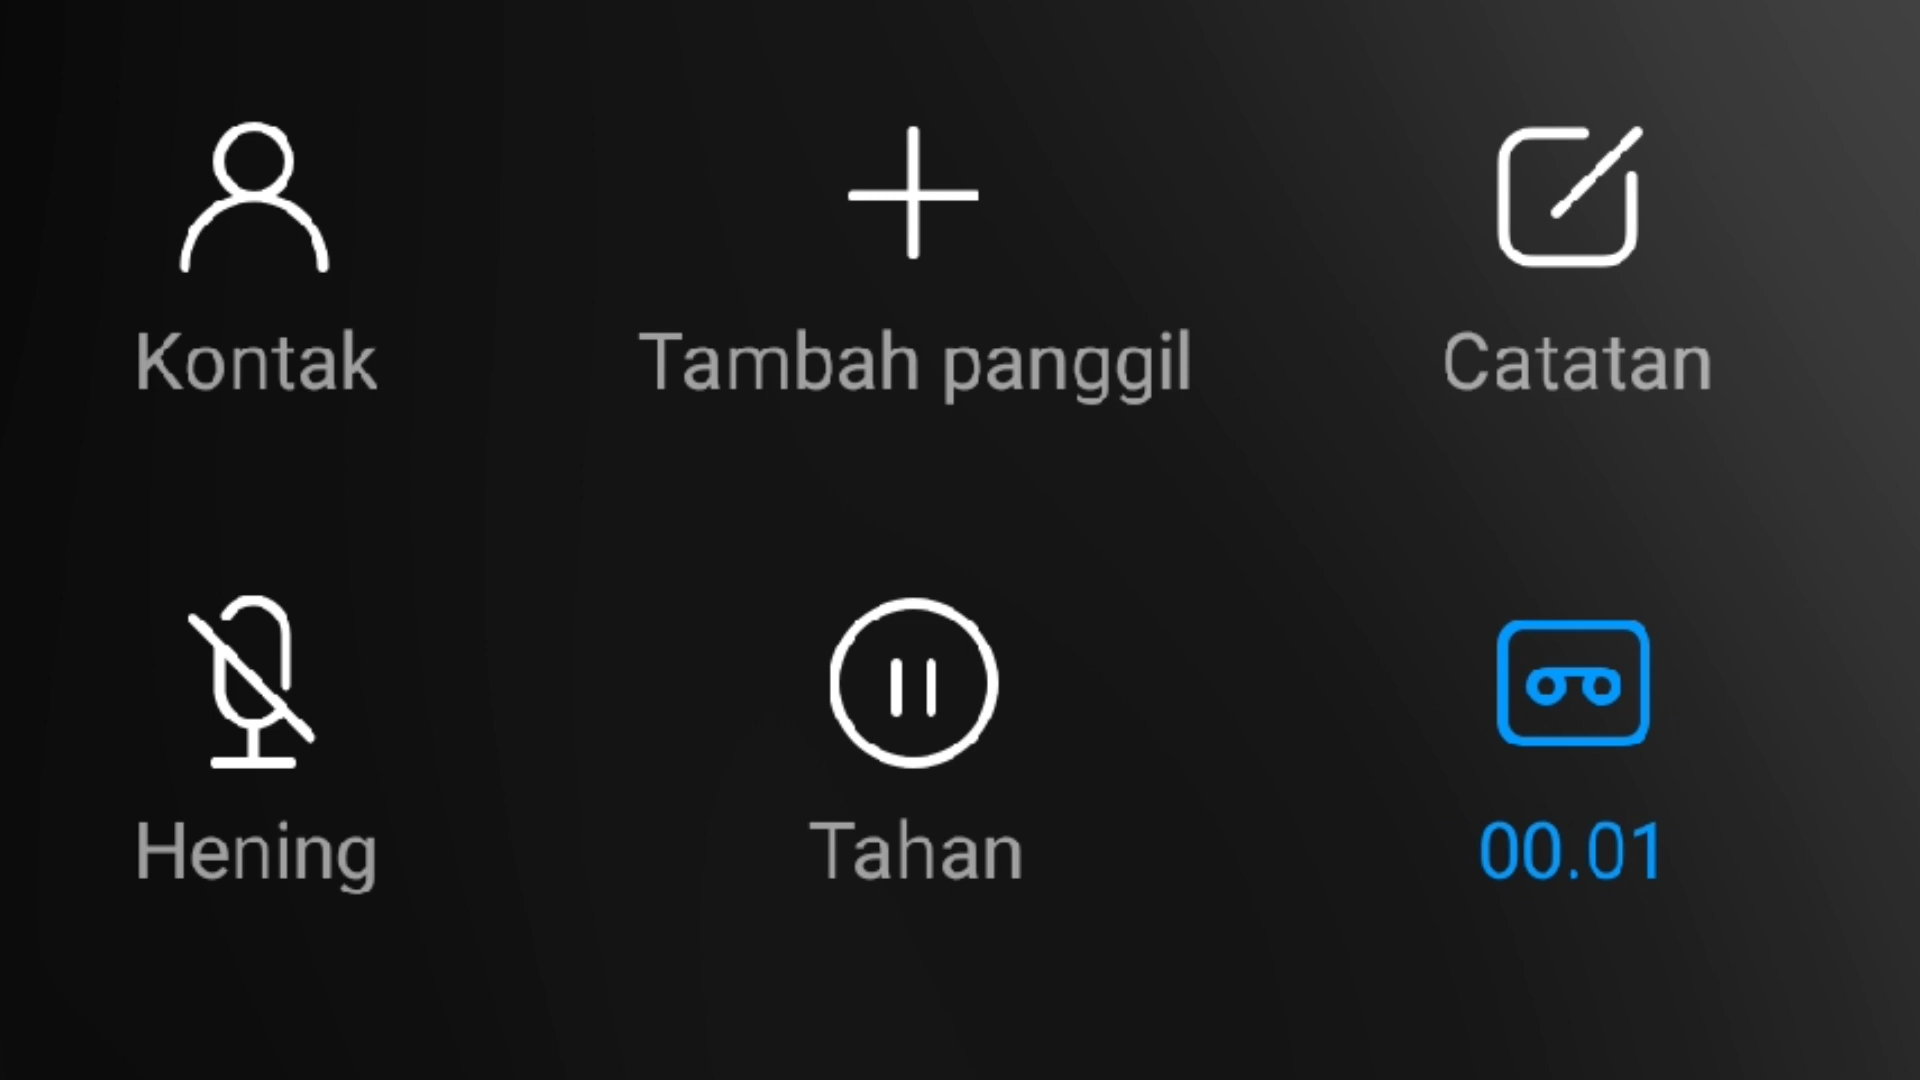 Kontak
Tambah panggil
Catatan
Hening
Tahan
00.01